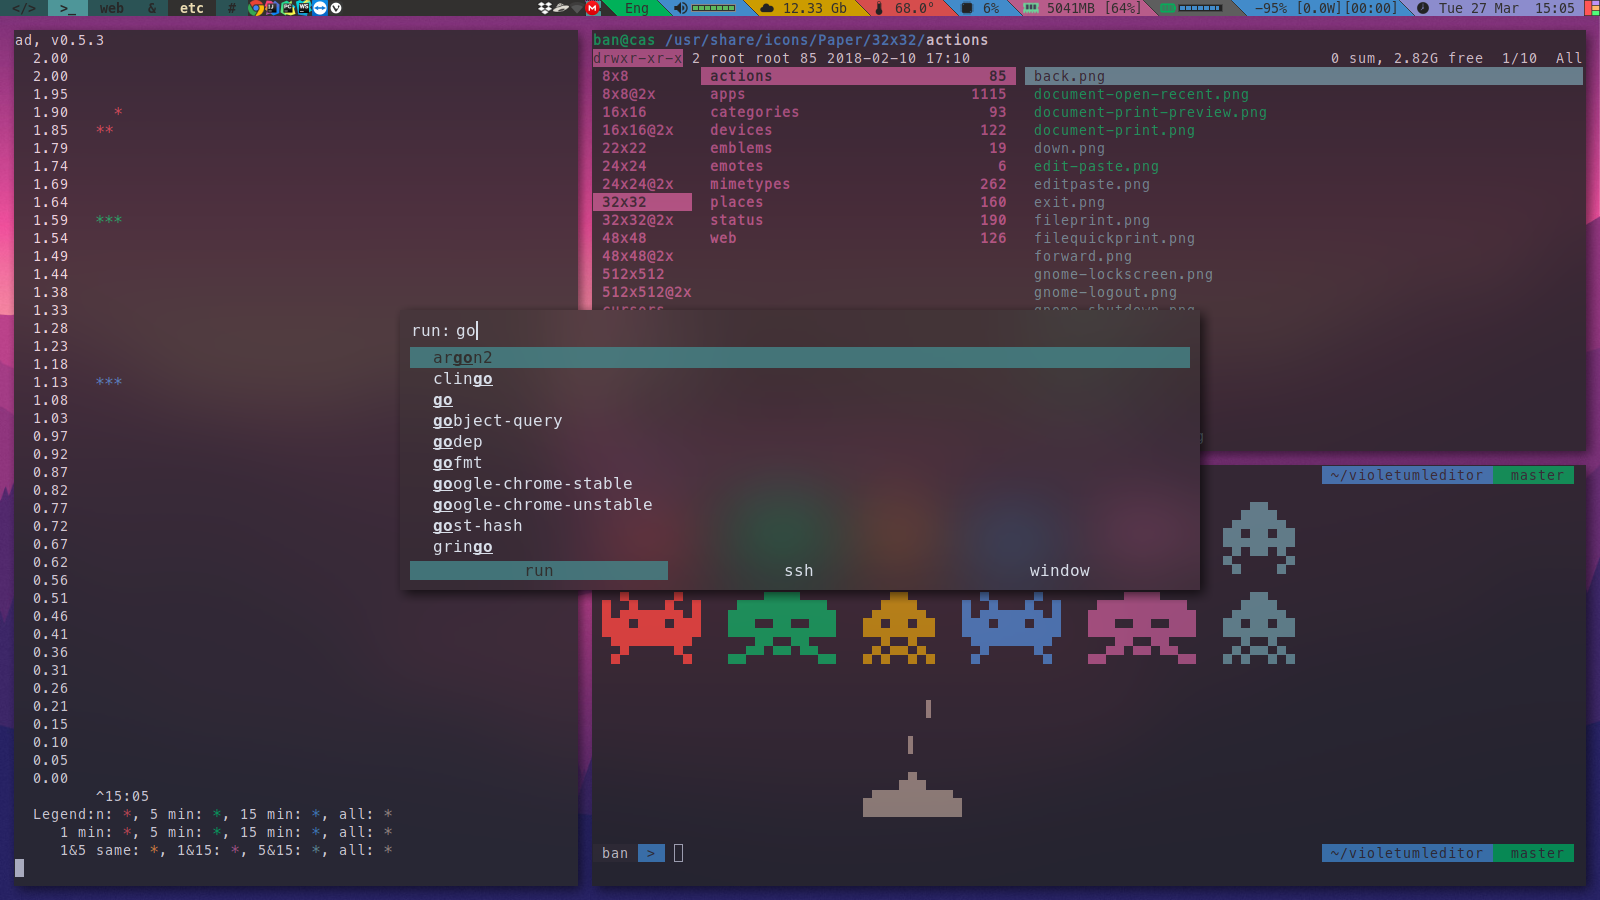 </> >_ web & etc # Eng 12.33 Gb 68.0° 6% 5041MB [64%] ~95% [0.0W][00:00] Tue 27 Mar 15:05
ad, v0.5.3
2.00
2.00
1.95
1.90 *
1.85 **
1.79
1.74
1.69
1.64
1.59 ***
1.54
1.49
1.44
1.38
1.33
1.28
1.23
1.18
1.13 ***
1.08
1.03
0.97
0.92
0.87
0.82
0.77
0.72
0.67
0.62
0.56
0.51
0.46
0.41
0.36
0.31
0.26
0.21
0.15
0.10
0.05
0.00
^15:05
Legend:n: *, 5 min: *, 15 min: *, all: *
1 min: *, 5 min: *, 15 min: *, all: *
1&5 same: *, 1&15: *, 5&15: *, all: *
ban@cas /usr/share/icons/Paper/32x32/actions
drwxr-xr-x 2 root root 85 2018-02-10 17:10 0 sum, 2.82G free 1/10 All
8x8 actions 85 back.png
8x8@2x apps 1115 document-open-recent.png
16x16 categories 93 document-print-preview.png
16x16@2x devices 122 document-print.png
22x22 emblems 19 down.png
24x24 emotes 6 edit-paste.png
24x24@2x mimetypes 262 editpaste.png
32x32 places 160 exit.png
32x32@2x status 190 fileprint.png
48x48 web 126 filequickprint.png
48x48@2x forward.png
512x512 gnome-lockscreen.png
512x512@2x gnome-logout.png
cursors gnome-shutdown.png
run: go
argon2
clingo
go
gobject-query
godep
gofmt
google-chrome-stable
google-chrome-unstable
gost-hash
gringo
run ssh window
~/violetumleditor master
ban > ~/violetumleditor master